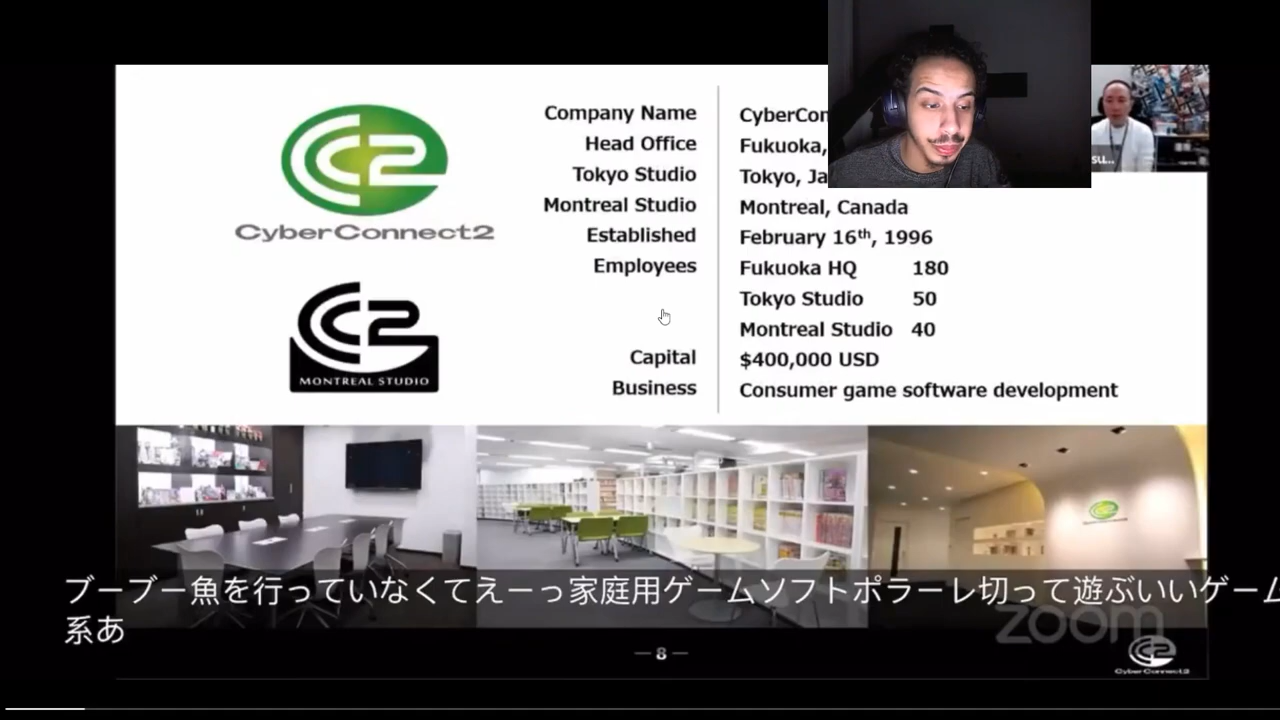 CC2
CyberConnect2
CC2
MONTREAL STUDIO
Company Name
CyberCon
Head Office
Fukuoka,
Tokyo Studio
Tokyo, Ja
Montreal Studio
Montreal, Canada
Established
February 16th, 1996
Employees
Fukuoka HQ 180
Tokyo Studio 50
Montreal Studio 40
Capital
$400,000 USD
Business
Consumer game software development
su...
ブーブー魚を行っていなくてえーっ家庭用ゲームソフトポラーレ切って遊ぶいいゲーム
系あ
zoom
— 8 —
CyberConnect2